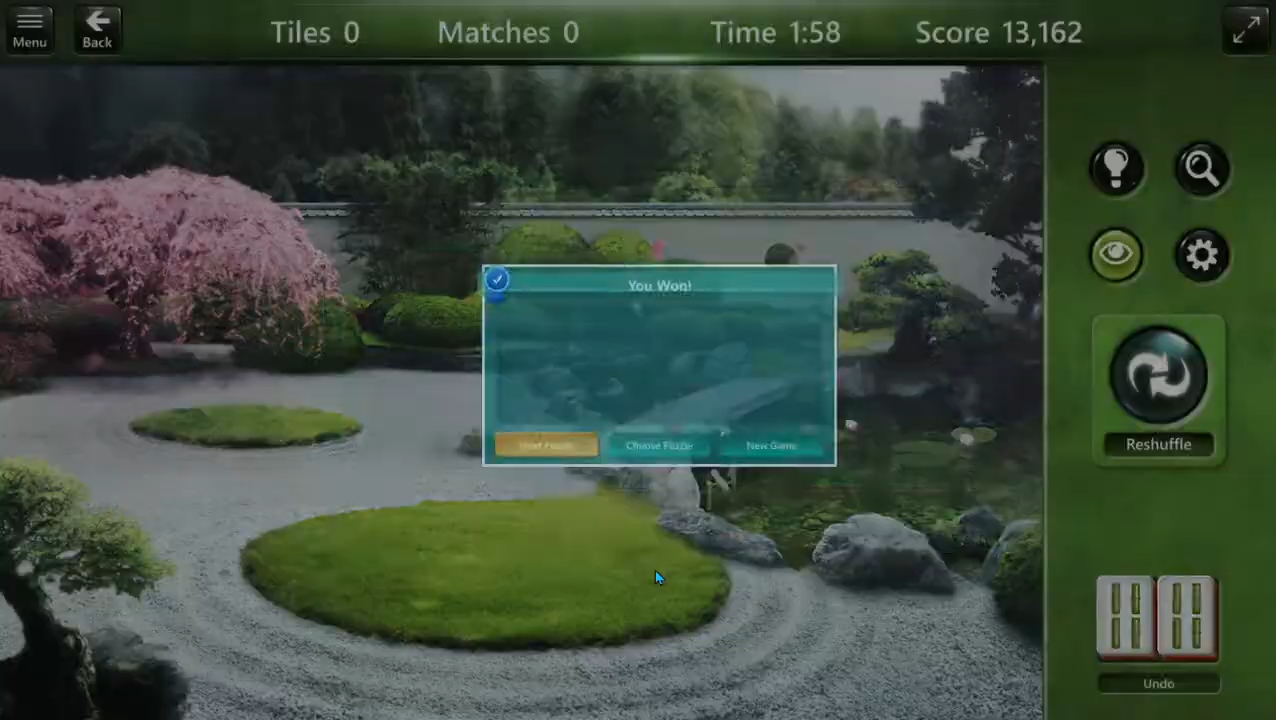 Menu
Back
Tiles 0
Matches 0
Time 1:58
Score 13,162
You Won!
Choose Puzzle
New Game
Reshuffle
Undo